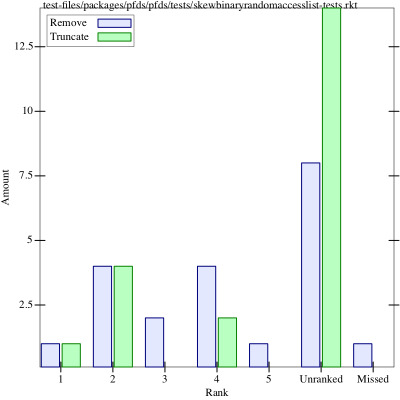 test-files/packages/pfds/pfds/tests/skewbinaryrandomaccesslist-tests.rkt
Remove
Truncate
12.5
10
7.5
5
2.5
Amount
1 2 3 4 5 Unranked Missed
Rank